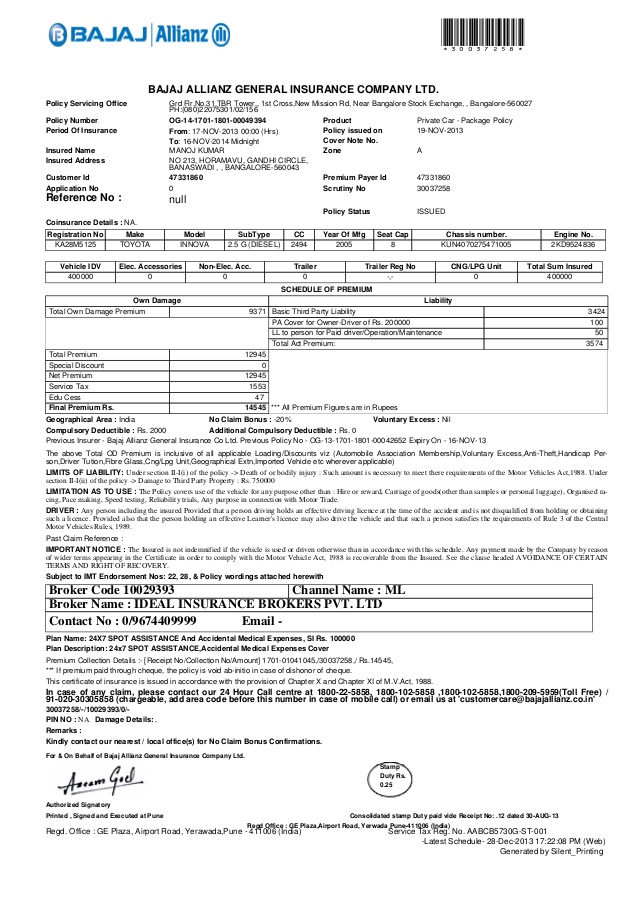 BAJAJ Allianz
*30037258*
BAJAJ ALLIANZ GENERAL INSURANCE COMPANY LTD.
Policy Servicing Office Grd Flr,No.31,TBR Tower,, 1st Cross,New Mission Rd, Near Bangalore Stock Exchange, , Bangalore-560027
PH:(080)22075301/02/156
Policy Number OG-14-1701-1801-00049394 Product Private Car - Package Policy
Period Of Insurance From: 17-NOV-2013 00:00 (Hrs) Policy issued on 19-NOV-2013
To: 16-NOV-2014 Midnight Cover Note No.
Insured Name MANOJ KUMAR Zone A
Insured Address NO 213, HORAMAVU, GANDHI CIRCLE,
BANASWADI , , BANGALORE-560043
Customer Id 47331860 Premium Payer Id 47331860
Application No 0 Scrutiny No 30037258
Reference No : null
Policy Status ISSUED
Coinsurance Details : NA.
Registration No Make Model SubType CC Year Of Mfg Seat Cap Chassis number. Engine No.
KA28M5125 TOYOTA INNOVA 2.5 G (DIESEL) 2494 2005 8 KUN4070275471005 2KD9524836
Vehicle IDV Elec. Accessories Non-Elec. Acc. Trailer Trailer Reg No CNG/LPG Unit Total Sum Insured
400000 0 0 0 -,- 0 400000
SCHEDULE OF PREMIUM
Own Damage Liability
Total Own Damage Premium 9371 Basic Third Party Liability 3424
PA Cover for Owner-Driver of Rs. 200000 100
LL to person for Paid driver/Operation/Maintenance 50
Total Act Premium: 3574
Total Premium 12945
Special Discount 0
Net Premium 12945
Service Tax 1553
Edu Cess 47
Final Premium Rs. 14545 *** All Premium Figures are in Rupees
Geographical Area : India No Claim Bonus : -20% Voluntary Excess : Nil
Compulsory Deductible : Rs. 2000 Additional Compulsory Deductible : Rs. 0
Previous Insurer - Bajaj Allianz General Insurance Co Ltd. Previous Policy No - OG-13-1701-1801-00042652 Expiry On - 16-NOV-13
The above Total OD Premium is inclusive of all applicable Loading/Discounts viz (Automobile Association Membership,Voluntary Excess,Anti-Theft,Handicap Per-
son,Driver Tution,Fibre Glass,Cng/Lpg Unit,Geographical Extn,Imported Vehicle etc wherever applicable)
LIMITS OF LIABILITY: Under section II-I(i) of the policy -> Death of or bodily injury : Such amount is necessary to meet there requirements of the Motor Vehicles Act,1988. Under
section II-I(ii) of the policy -> Damage to Third Party Property : Rs. 750000
LIMITATION AS TO USE : The Policy covers use of the vehicle for any purpose other than : Hire or reward, Carriage of goods(other than samples or personal luggage), Organised ra-
cing, Pace making, Speed testing, Reliability trials, Any purpose in connection with Motor Trade.
DRIVER : Any person including the insured Provided that a person driving holds an effective driving licence at the time of the accident and is not disqualified from holding or obtaining
such a licence. Provided also that the person holding an effective Learner's licence may also drive the vehicle and that such a person satisfies the requirements of Rule 3 of the Central
Motor Vehicles Rules, 1989.
Past Claim Reference :
IMPORTANT NOTICE : The Insured is not indemnified if the vehicle is used or driven otherwise than in accordance with this schedule. Any payment made by the Company by reason
of wider terms appearing in the Certificate in order to comply with the Motor Vehicle Act, 1988 is recoverable from the Insured. See the clause headed AVOIDANCE OF CERTAIN
TERMS AND RIGHT OF RECOVERY.
Subject to IMT Endorsement Nos: 22, 28, & Policy wordings attached herewith
Broker Code 10029393 Channel Name : ML
Broker Name : IDEAL INSURANCE BROKERS PVT. LTD
Contact No : 0/9674409999 Email -
Plan Name: 24X7 SPOT ASSISTANCE And Accidental Medical Expenses, SI Rs. 100000
Plan Description: 24x7 SPOT ASSISTANCE,Accidental Medical Expenses Cover
Premium Collection Details :- [Receipt No/Collection No/Amount] 1701-01041045,/30037258,/ Rs.14545,
*** If premium paid through cheque, the policy is void ab-initio in case of dishonor of cheque.
This certificate of insurance is issued in accordance with the provision of Chapter X and Chapter XI of M.V.Act, 1988.
In case of any claim, please contact our 24 Hour Call centre at 1800-22-5858, 1800-102-5858 ,1800-102-5858,1800-209-5959(Toll Free) /
91-020-30305858 (chargeable, add area code before this number in case of mobile call) or email us at 'customercare@bajajallianz.co.in'
30037258/-/10029393/0/-
PIN NO : NA Damage Details: ,
Remarks :
Kindly contact our nearest / local office(s) for No Claim Bonus Confirmations.
For & On Behalf of Bajaj Allianz General Insurance Company Ltd.
Stamp
Duty Rs.
0.25
Authorized Signatory
Printed , Signed and Executed at Pune Consolidated stamp Duty paid vide Receipt No: .12 dated 30-AUG-13
Regd Office : GE Plaza,Airport Road, Yerwada Pune-411006 (India)
Regd. Office : GE Plaza, Airport Road, Yerawada,Pune - 411006 (India) Service Tax Reg. No. AABCB5730G-ST-001
-Latest Schedule- 28-Dec-2013 17:22:08 PM (Web)
Generated by Silent_Printing